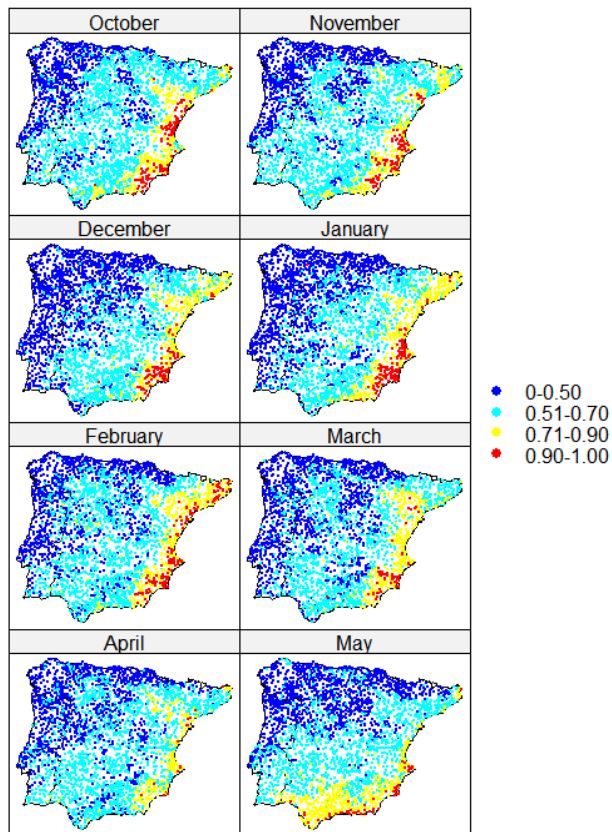 October
November
December
January
February
March
April
May
0-0.50
0.51-0.70
0.71-0.90
0.90-1.00